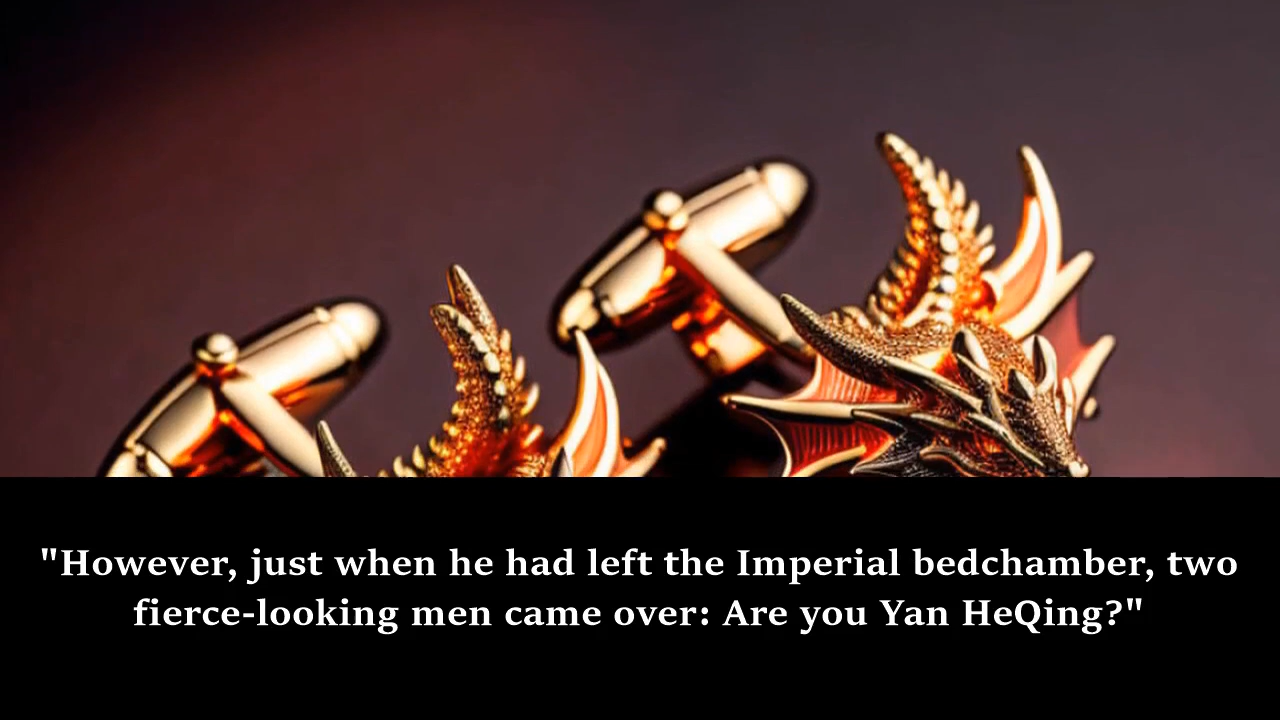 "However, just when he had left the Imperial bedchamber, two
fierce-looking men came over: Are you Yan HeQing?"